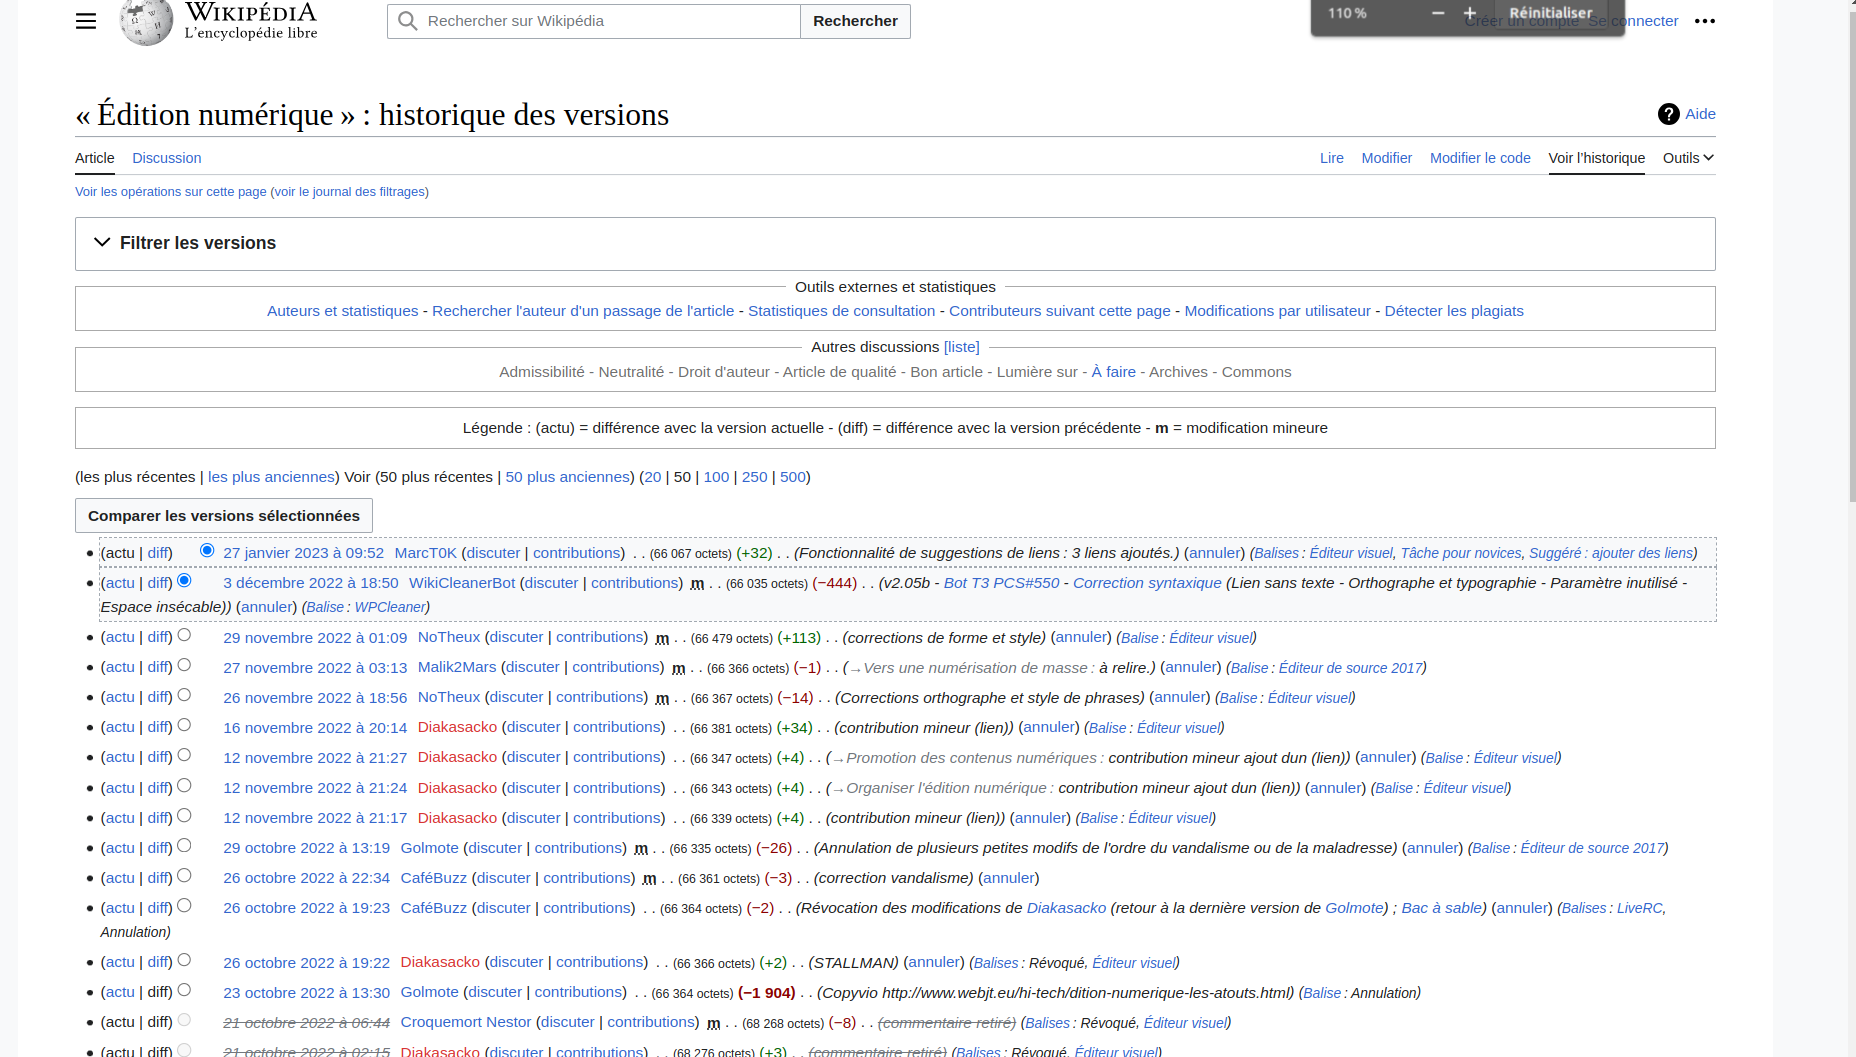 WIKIPÉDIA
L'encyclopédie libre
Rechercher sur Wikipédia Rechercher
110 % − + Réinitialiser
Créer un compte Se connecter •••
« Édition numérique » : historique des versions
? Aide
Article Discussion Lire Modifier Modifier le code Voir l'historique Outils
Voir les opérations sur cette page (voir le journal des filtrages)
Filtrer les versions
Outils externes et statistiques
Auteurs et statistiques - Rechercher l'auteur d'un passage de l'article - Statistiques de consultation - Contributeurs suivant cette page - Modifications par utilisateur - Détecter les plagiats
Autres discussions [liste]
Admissibilité - Neutralité - Droit d'auteur - Article de qualité - Bon article - Lumière sur - À faire - Archives - Commons
Légende : (actu) = différence avec la version actuelle - (diff) = différence avec la version précédente - m = modification mineure
(les plus récentes | les plus anciennes) Voir (50 plus récentes | 50 plus anciennes) (20 | 50 | 100 | 250 | 500)
Comparer les versions sélectionnées
(actu | diff) 27 janvier 2023 à 09:52 MarcT0K (discuter | contributions) . . (66 067 octets) (+32) . . (Fonctionnalité de suggestions de liens : 3 liens ajoutés.) (annuler) (Balises : Éditeur visuel, Tâche pour novices, Suggéré : ajouter des liens)
(actu | diff) 3 décembre 2022 à 18:50 WikiCleanerBot (discuter | contributions) m . . (66 035 octets) (−444) . . (v2.05b - Bot T3 PCS#550 - Correction syntaxique (Lien sans texte - Orthographe et typographie - Paramètre inutilisé -
Espace insécable)) (annuler) (Balise : WPCleaner)
(actu | diff) 29 novembre 2022 à 01:09 NoTheux (discuter | contributions) m . . (66 479 octets) (+113) . . (corrections de forme et style) (annuler) (Balise : Éditeur visuel)
(actu | diff) 27 novembre 2022 à 03:13 Malik2Mars (discuter | contributions) m . . (66 366 octets) (−1) . . (→Vers une numérisation de masse : à relire.) (annuler) (Balise : Éditeur de source 2017)
(actu | diff) 26 novembre 2022 à 18:56 NoTheux (discuter | contributions) m . . (66 367 octets) (−14) . . (Corrections orthographe et style de phrases) (annuler) (Balise : Éditeur visuel)
(actu | diff) 16 novembre 2022 à 20:14 Diakasacko (discuter | contributions) . . (66 381 octets) (+34) . . (contribution mineur (lien)) (annuler) (Balise : Éditeur visuel)
(actu | diff) 12 novembre 2022 à 21:27 Diakasacko (discuter | contributions) . . (66 347 octets) (+4) . . (→Promotion des contenus numériques : contribution mineur ajout dun (lien)) (annuler) (Balise : Éditeur visuel)
(actu | diff) 12 novembre 2022 à 21:24 Diakasacko (discuter | contributions) . . (66 343 octets) (+4) . . (→Organiser l'édition numérique : contribution mineur ajout dun (lien)) (annuler) (Balise : Éditeur visuel)
(actu | diff) 12 novembre 2022 à 21:17 Diakasacko (discuter | contributions) . . (66 339 octets) (+4) . . (contribution mineur (lien)) (annuler) (Balise : Éditeur visuel)
(actu | diff) 29 octobre 2022 à 13:19 Golmote (discuter | contributions) m . . (66 335 octets) (−26) . . (Annulation de plusieurs petites modifs de l'ordre du vandalisme ou de la maladresse) (annuler) (Balise : Éditeur de source 2017)
(actu | diff) 26 octobre 2022 à 22:34 CaféBuzz (discuter | contributions) m . . (66 361 octets) (−3) . . (correction vandalisme) (annuler)
(actu | diff) 26 octobre 2022 à 19:23 CaféBuzz (discuter | contributions) . . (66 364 octets) (−2) . . (Révocation des modifications de Diakasacko (retour à la dernière version de Golmote) ; Bac à sable) (annuler) (Balises : LiveRC,
Annulation)
(actu | diff) 26 octobre 2022 à 19:22 Diakasacko (discuter | contributions) . . (66 366 octets) (+2) . . (STALLMAN) (annuler) (Balises : Révoqué, Éditeur visuel)
(actu | diff) 23 octobre 2022 à 13:30 Golmote (discuter | contributions) . . (66 364 octets) (−1 904) . . (Copyvio http://www.webjt.eu/hi-tech/dition-numerique-les-atouts.html) (Balise : Annulation)
(actu | diff) 21 octobre 2022 à 06:44 Croquemort Nestor (discuter | contributions) m . . (68 268 octets) (−8) . . (commentaire retiré) (Balises : Révoqué, Éditeur visuel)
(actu | diff) 21 octobre 2022 à 02:15 Diakasacko (discuter | contributions) . . (68 276 octets) (+3) . . (commentaire retiré) (Balises : Révoqué, Éditeur visuel)